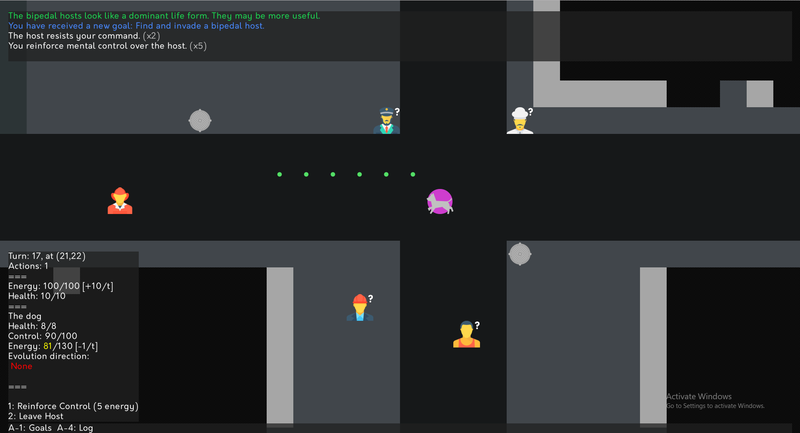 The bipedal hosts look like a dominant life form. They may be more useful.
You have received a new goal: Find and invade a bipedal host.
The host resists your command. (x2)
You reinforce mental control over the host. (x5)
?
?
?
?
Turn: 17, at (21,22)
Actions: 1
===
Energy: 100/100 [+10/t]
Health: 10/10
===
The dog
Health: 8/8
Control: 90/100
Energy: 81/130 [-1/t]
Evolution direction:
None
===
1: Reinforce Control (5 energy)
2: Leave Host
A-1: Goals A-4: Log
Activate Windows
Go to Settings to activate Windows.